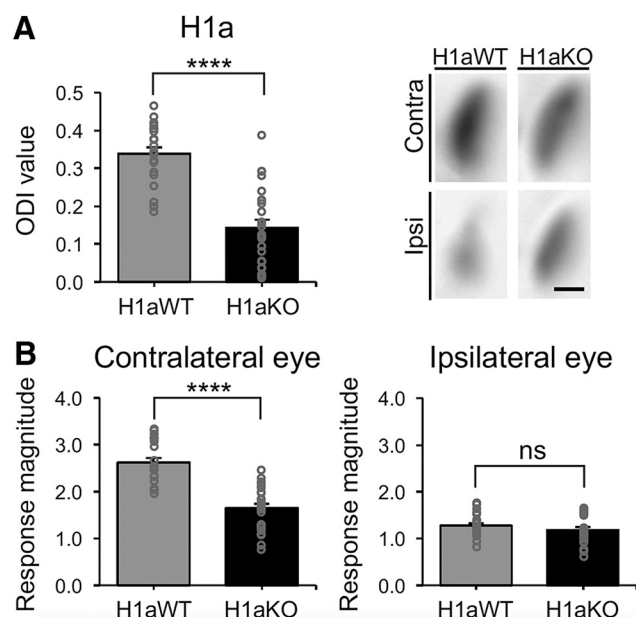 A
H1a
****
ODI value
0.5
0.4
0.3
0.2
0.1
0.0
H1aWT
H1aKO
H1aWT H1aKO
Contra
Ipsi
B
Contralateral eye
****
Response magnitude
4.0
3.0
2.0
1.0
0.0
H1aWT
H1aKO
Ipsilateral eye
ns
Response magnitude
4.0
3.0
2.0
1.0
0.0
H1aWT
H1aKO